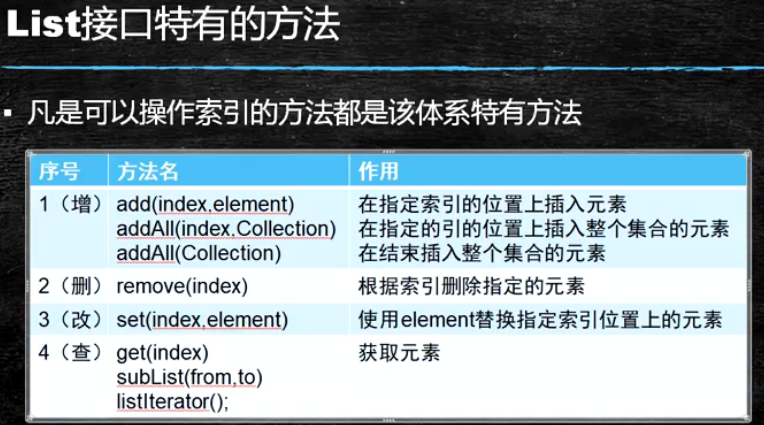 List接口特有的方法
▪ 凡是可以操作索引的方法都是该体系特有方法
序号 方法名 作用
1（增） add(index,element) 在指定索引的位置上插入元素
addAll(index,Collection) 在指定的引的位置上插入整个集合的元素
addAll(Collection) 在结束插入整个集合的元素
2（删） remove(index) 根据索引删除指定的元素
3（改） set(index,element) 使用element替换指定索引位置上的元素
4（查） get(index) 获取元素
subList(from,to)
listIterator();